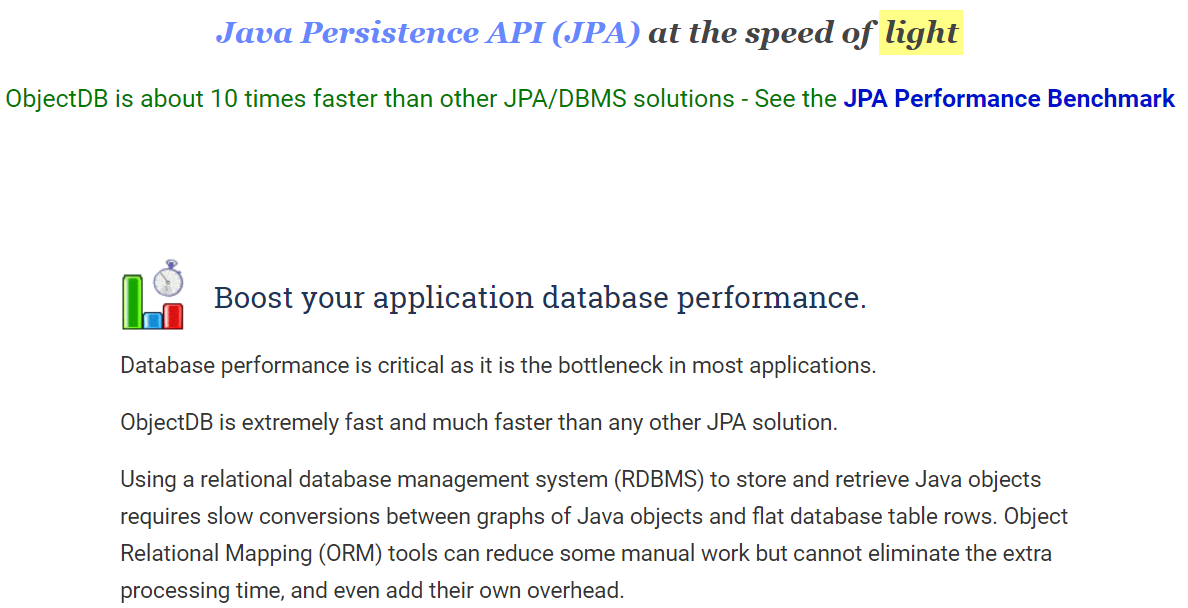 Java Persistence API (JPA) at the speed of light
ObjectDB is about 10 times faster than other JPA/DBMS solutions - See the JPA Performance Benchmark
Boost your application database performance.
Database performance is critical as it is the bottleneck in most applications.
ObjectDB is extremely fast and much faster than any other JPA solution.
Using a relational database management system (RDBMS) to store and retrieve Java objects
requires slow conversions between graphs of Java objects and flat database table rows. Object
Relational Mapping (ORM) tools can reduce some manual work but cannot eliminate the extra
processing time, and even add their own overhead.